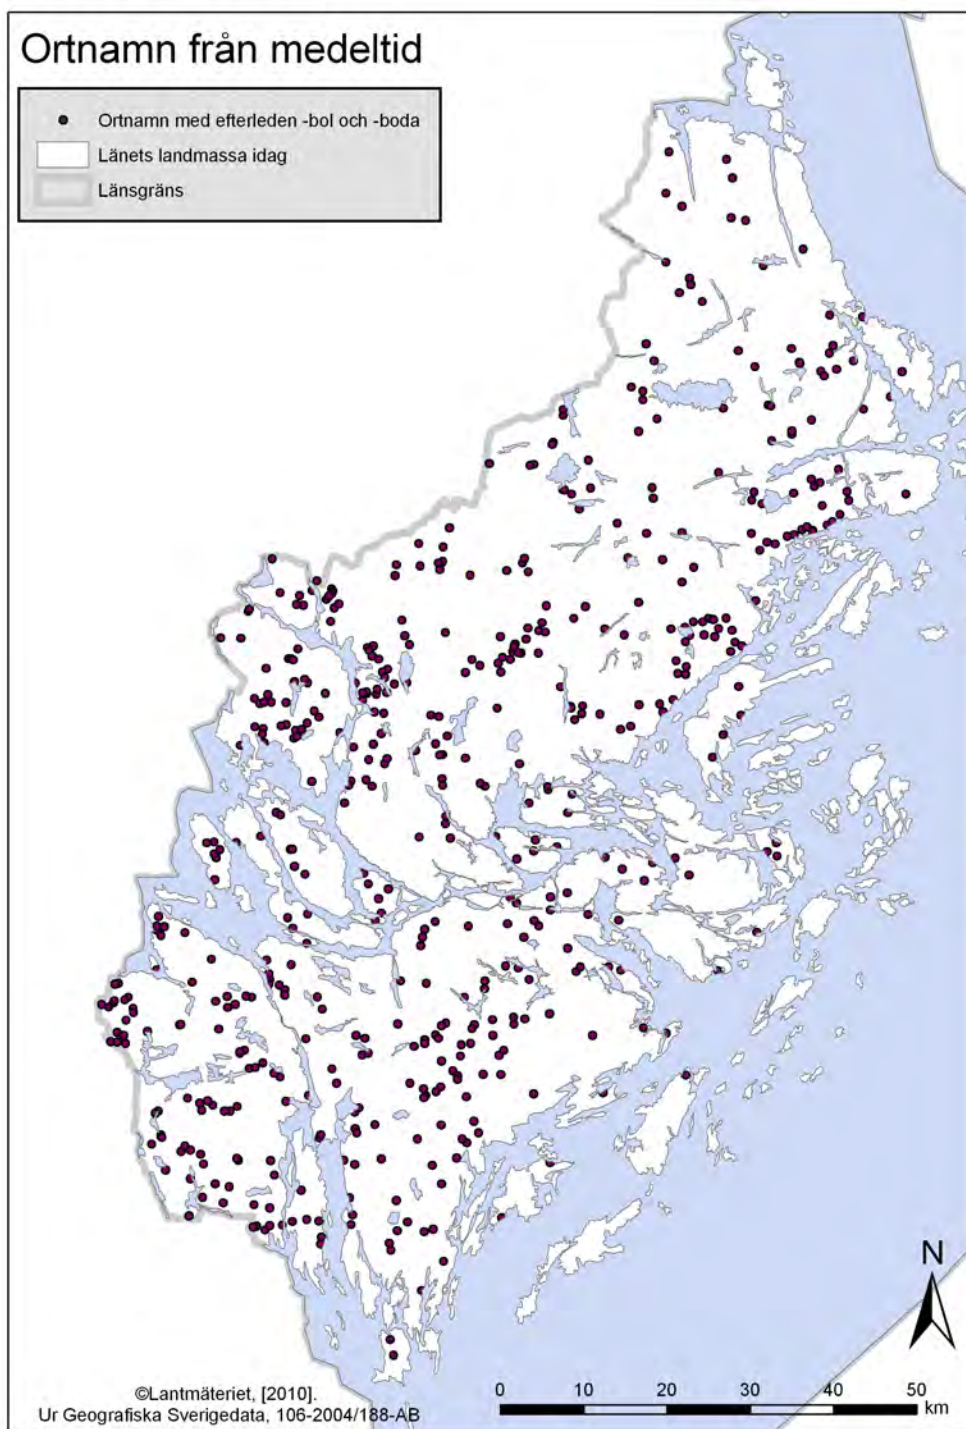 Ortnamn från medeltid
Ortnamn med efterleden -bol och -boda
Länets landmassa idag
Länsgräns
N
©Lantmäteriet, [2010].
Ur Geografiska Sverigedata, 106-2004/188-AB
0 10 20 30 40 50
km